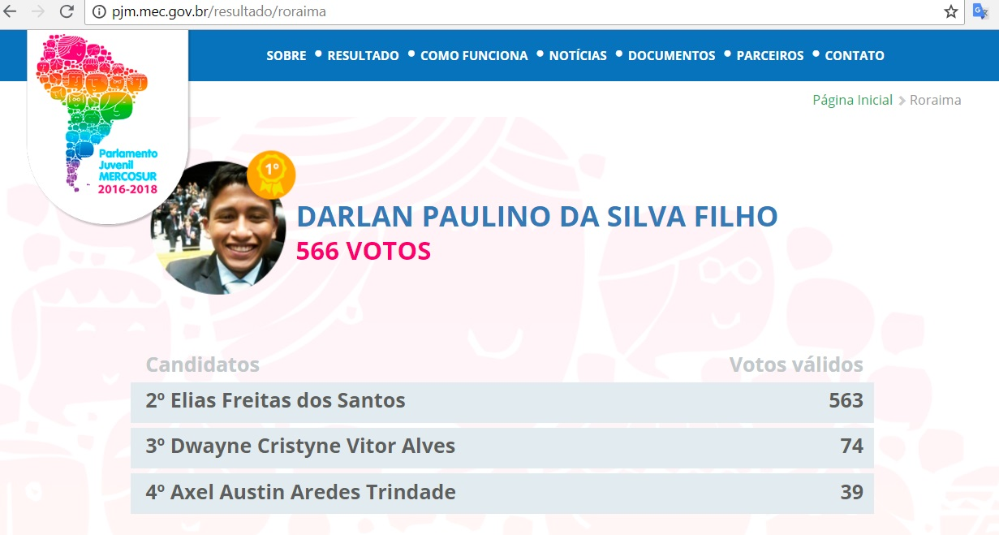 pjm.mec.gov.br/resultado/roraima
SOBRE • RESULTADO • COMO FUNCIONA • NOTÍCIAS • DOCUMENTOS • PARCEIROS • CONTATO
Página Inicial > Roraima
Parlamento
Juvenil
MERCOSUR
2016-2018
1º
DARLAN PAULINO DA SILVA FILHO
566 VOTOS
Candidatos Votos válidos
2º Elias Freitas dos Santos 563
3º Dwayne Cristyne Vitor Alves 74
4º Axel Austin Aredes Trindade 39